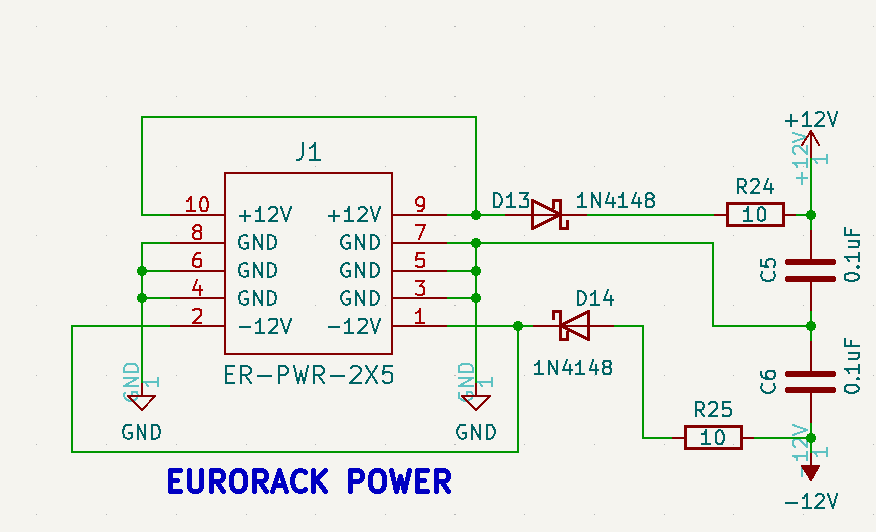 +12V
+12V
1
J1
R24
10
9
D13
1N4148
10
+12V
+12V
8
7
GND
GND
0.1uF
C5
6
5
GND
GND
4
3
GND
GND
D14
2
1
-12V
-12V
0.1uF
C6
1N4148
GND
1
GND
1
ER-PWR-2X5
R25
10
GND
GND
-12V
1
EURORACK POWER
-12V